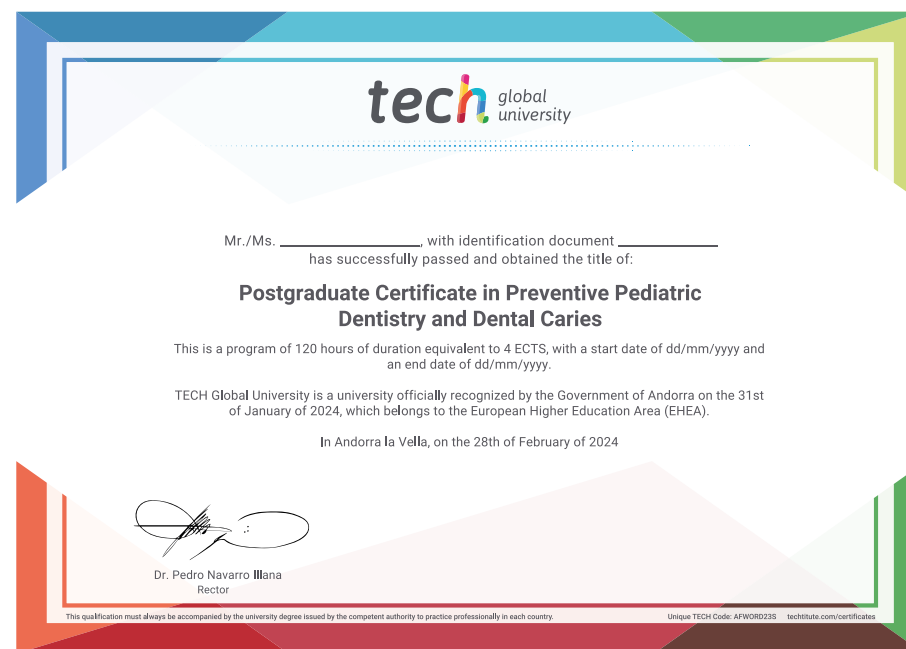 tech global university
Mr./Ms. ____________, with identification document ____________
has successfully passed and obtained the title of:
Postgraduate Certificate in Preventive Pediatric
Dentistry and Dental Caries
This is a program of 120 hours of duration equivalent to 4 ECTS, with a start date of dd/mm/yyyy and
an end date of dd/mm/yyyy.
TECH Global University is a university officially recognized by the Government of Andorra on the 31st
of January of 2024, which belongs to the European Higher Education Area (EHEA).
In Andorra la Vella, on the 28th of February of 2024
Dr. Pedro Navarro Illana
Rector
This qualification must always be accompanied by the university degree issued by the competent authority to practice professionally in each country.
Unique TECH Code: AFWORD23S techtitute.com/certificates